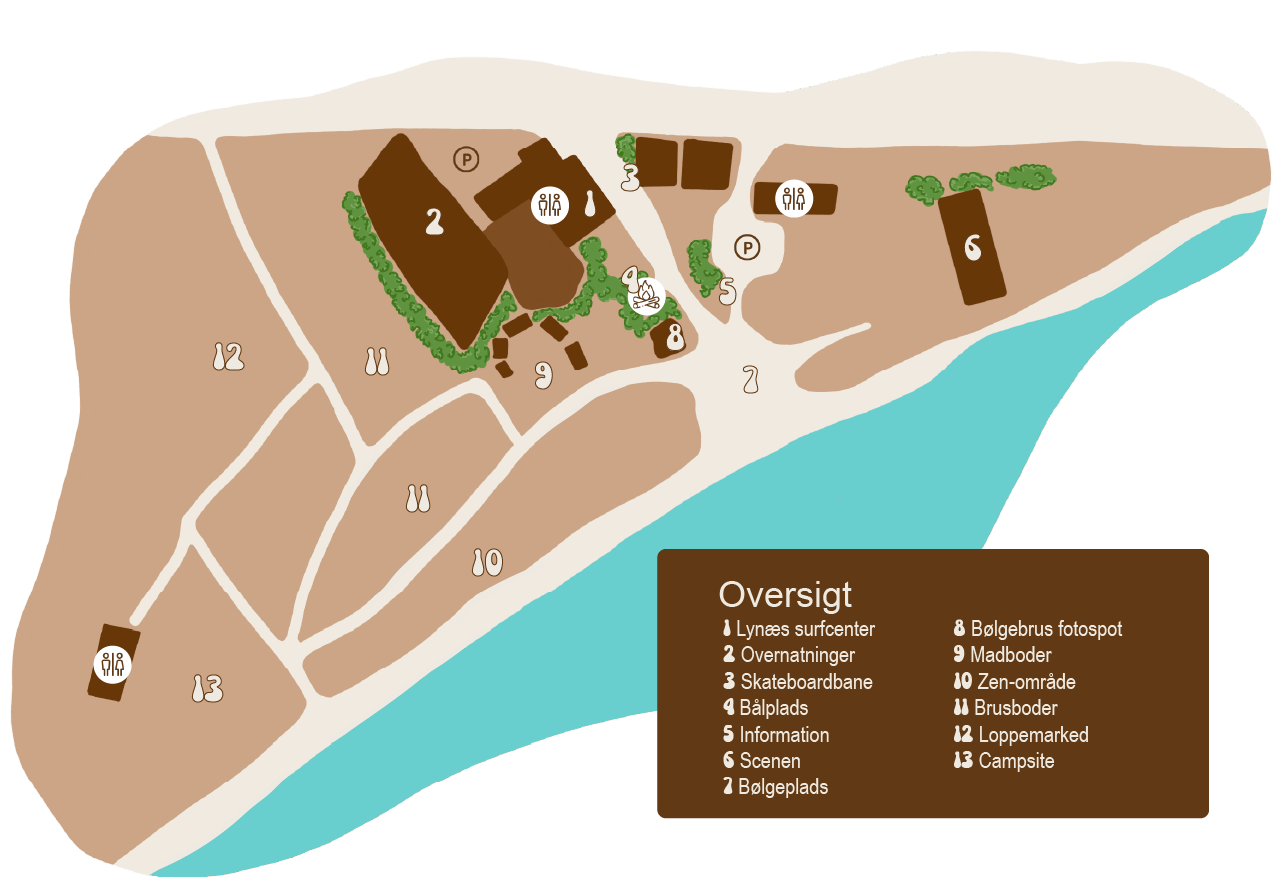 P
3
1
2
6
P
4
5
8
12
11
9
7
11
10
13
Oversigt
1 Lynæs surfcenter
2 Overnatninger
3 Skateboardbane
4 Bålplads
5 Information
6 Scenen
7 Bølgeplads
8 Bølgebrus fotospot
9 Madboder
10 Zen-område
11 Brusboder
12 Loppemarked
13 Campsite